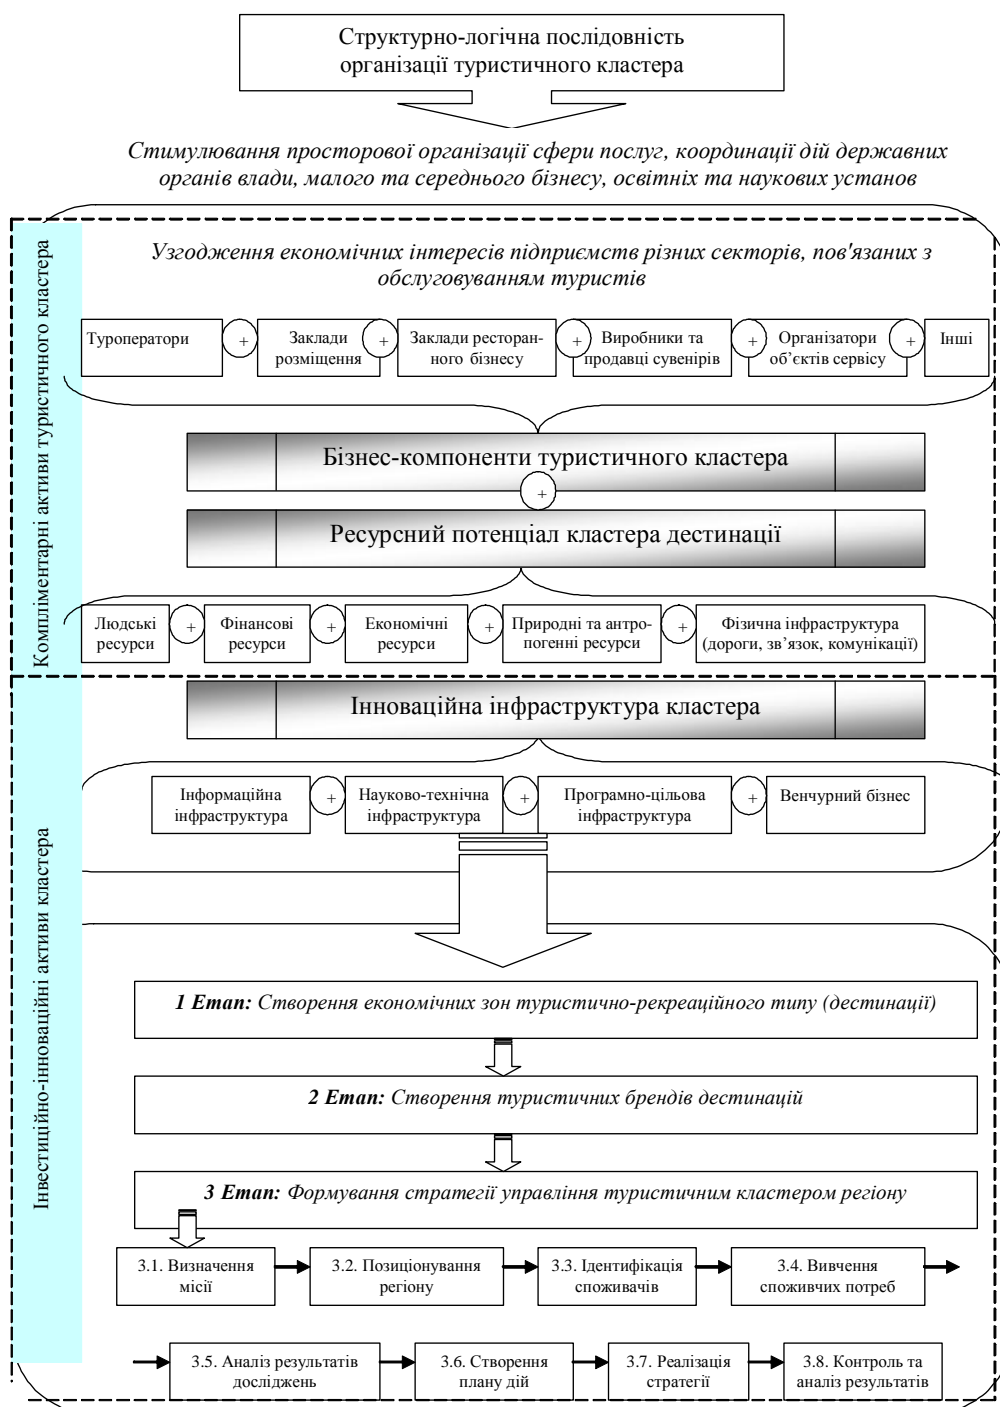 Структурно-логічна послідовність
організації туристичного кластера
Стимулювання просторової організації сфери послуг, координації дій державних
органів влади, малого та середнього бізнесу, освітніх та наукових установ
Компліментарні активи туристичного кластера
Узгодження економічних інтересів підприємств різних секторів, пов'язаних з
обслуговуванням туристів
Туроператори
+
Заклади
розміщення
+
Заклади ресторан-
ного бізнесу
+
Виробники та
продавці сувенірів
+
Організатори
об’єктів сервісу
+
Інші
Бізнес-компоненти туристичного кластера
+
Ресурсний потенціал кластера дестинації
Людські
ресурси
+
Фінансові
ресурси
+
Економічні
ресурси
+
Природні та антро-
погенні ресурси
+
Фізична інфраструктура
(дороги, зв’язок, комунікації)
Інвестиційно-інноваційні активи кластера
Інноваційна інфраструктура кластера
Інформаційна
інфраструктура
+
Науково-технічна
інфраструктура
+
Програмно-цільова
інфраструктура
+
Венчурний бізнес
1 Етап: Створення економічних зон туристично-рекреаційного типу (дестинації)
2 Етап: Створення туристичних брендів дестинацій
3 Етап: Формування стратегії управління туристичним кластером регіону
3.1. Визначення
місії
3.2. Позиціонування
регіону
3.3. Ідентифікація
споживачів
3.4. Вивчення
споживчих потреб
3.5. Аналіз результатів
досліджень
3.6. Створення
плану дій
3.7. Реалізація
стратегії
3.8. Контроль та
аналіз результатів